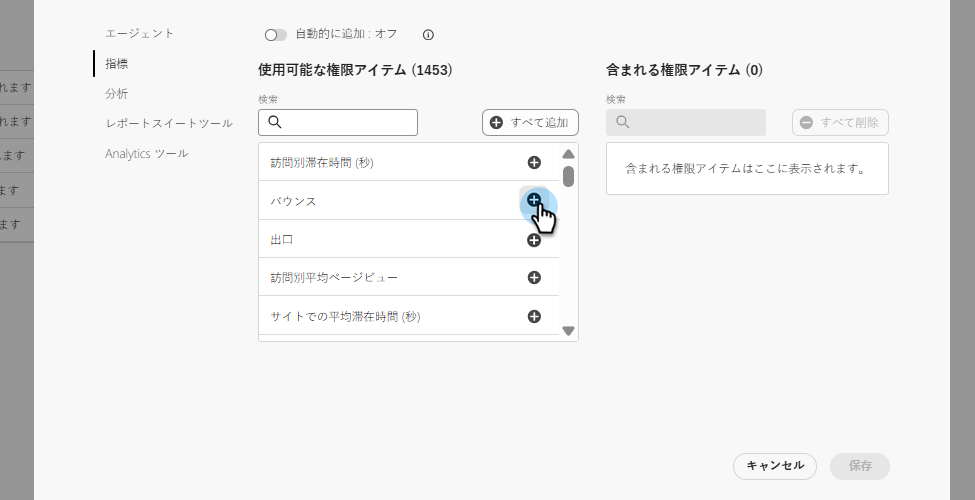 エージェント
指標
分析
レポートスイートツール
Analytics ツール
自動的に追加 : オフ
使用可能な権限アイテム (1453)
検索
すべて追加
訪問別滞在時間 (秒)
バウンス
出口
訪問別平均ページビュー
サイトでの平均滞在時間 (秒)
含まれる権限アイテム (0)
検索
すべて削除
含まれる権限アイテムはここに表示されます。
れます
れます
ます
ます
ます
キャンセル
保存